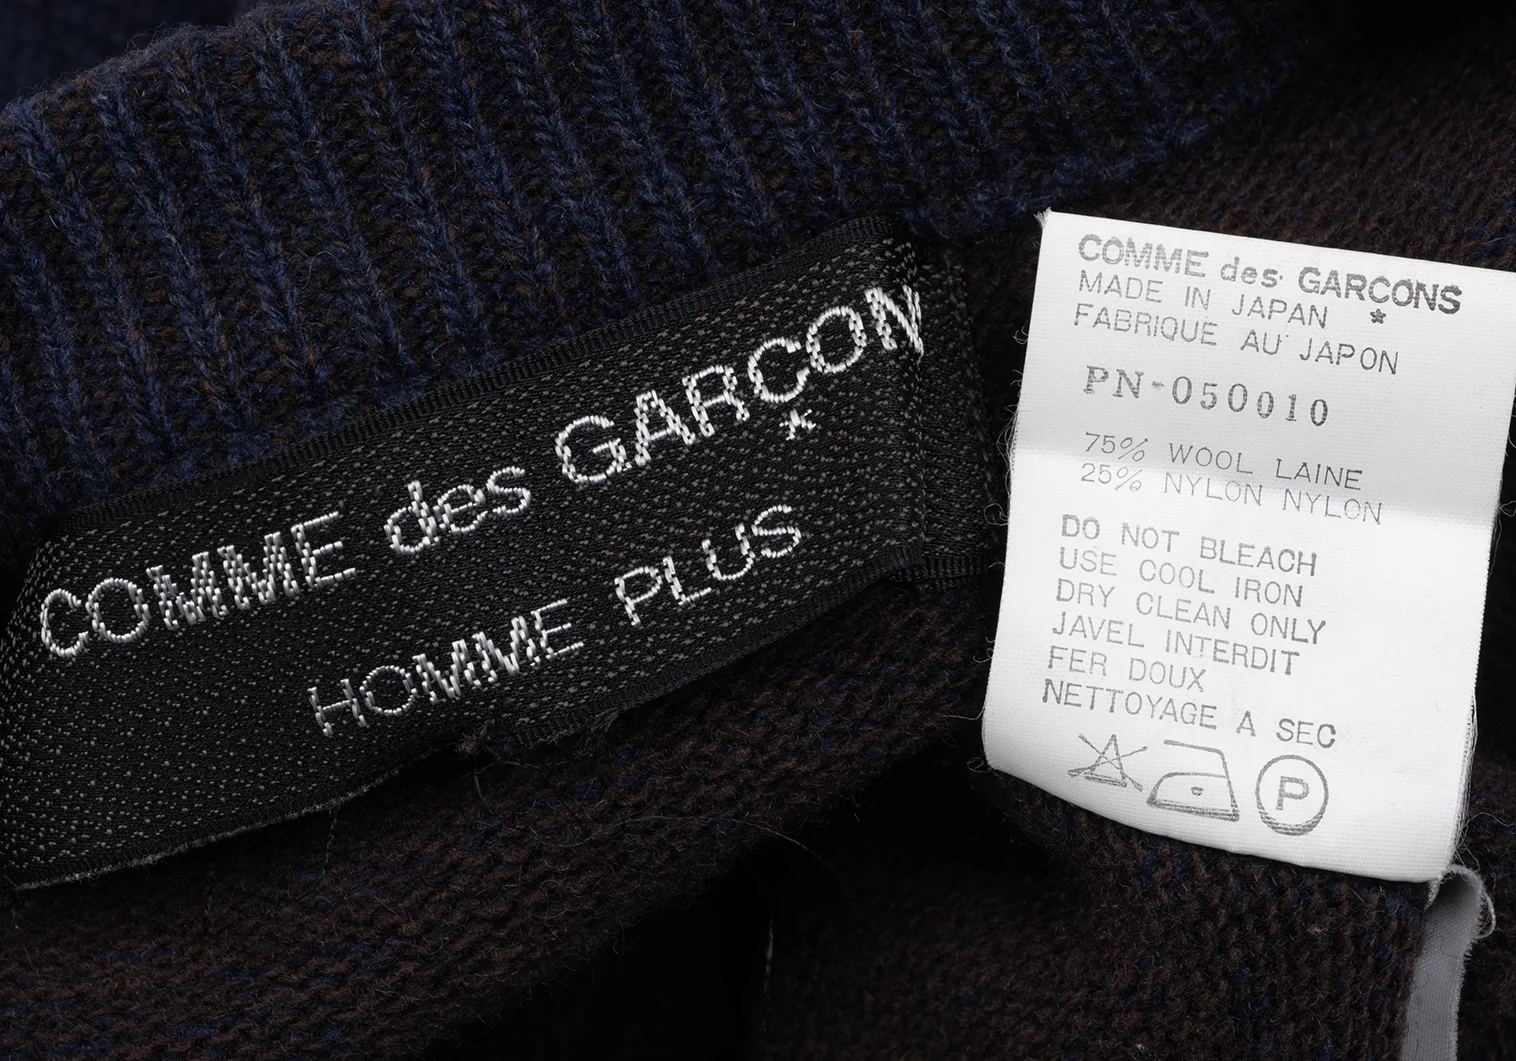 COMME des GARCON
*
HOMME PLUS
COMME des GARCONS
MADE IN JAPAN *
FABRIQUE AU JAPON
PN-050010
75% WOOL LAINE
25% NYLON NYLON
DO NOT BLEACH
USE COOL IRON
DRY CLEAN ONLY
JAVEL INTERDIT
FER DOUX
NETTOYAGE A SEC
P